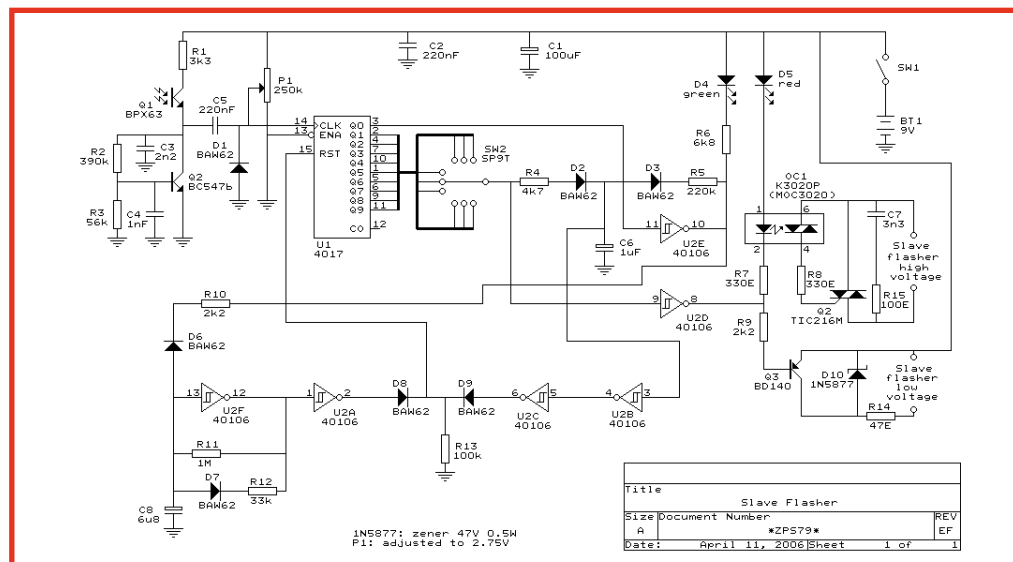 R1
3k3
Q1
BPX63
C5
220nF
P1
250k
C2
220nF
C1
100uF
D4
green
D5
red
SW1
BT1
9V
R2
390k
C3
2n2
D1
BAW62
Q2
BC547b
R3
56k
C4
1nF
14
13
15
CLK
ENA
RST
Q0
Q1
Q2
Q3
Q4
Q5
Q6
Q7
Q8
Q9
CO
3
2
4
7
10
1
5
6
9
11
12
U1
4017
SW2
SP9T
R4
4k7
D2
BAW62
D3
BAW62
R5
220k
R6
6k8
C6
1uF
11
10
U2E
40106
9
8
U2D
40106
OC1
K3020P
(MOC3020)
1
6
2
4
R7
330E
R8
330E
R9
2k2
Q2
TIC216M
C7
3n3
R15
100E
Slave
flasher
high
voltage
Q3
BD140
D10
1N5877
Slave
flasher
low
voltage
R14
47E
R10
2k2
D6
BAW62
13
12
U2F
40106
1
2
U2A
40106
D8
BAW62
D9
BAW62
6
5
U2C
40106
4
3
U2B
40106
R11
1M
D7
BAW62
R12
33k
R13
100k
C8
6u8
1N5877: zener 47V 0.5W
P1: adjusted to 2.75V
Title
Slave Flasher
Size Document Number REV
A *ZPS79* EF
Date: April 11, 2006 Sheet 1 of 1